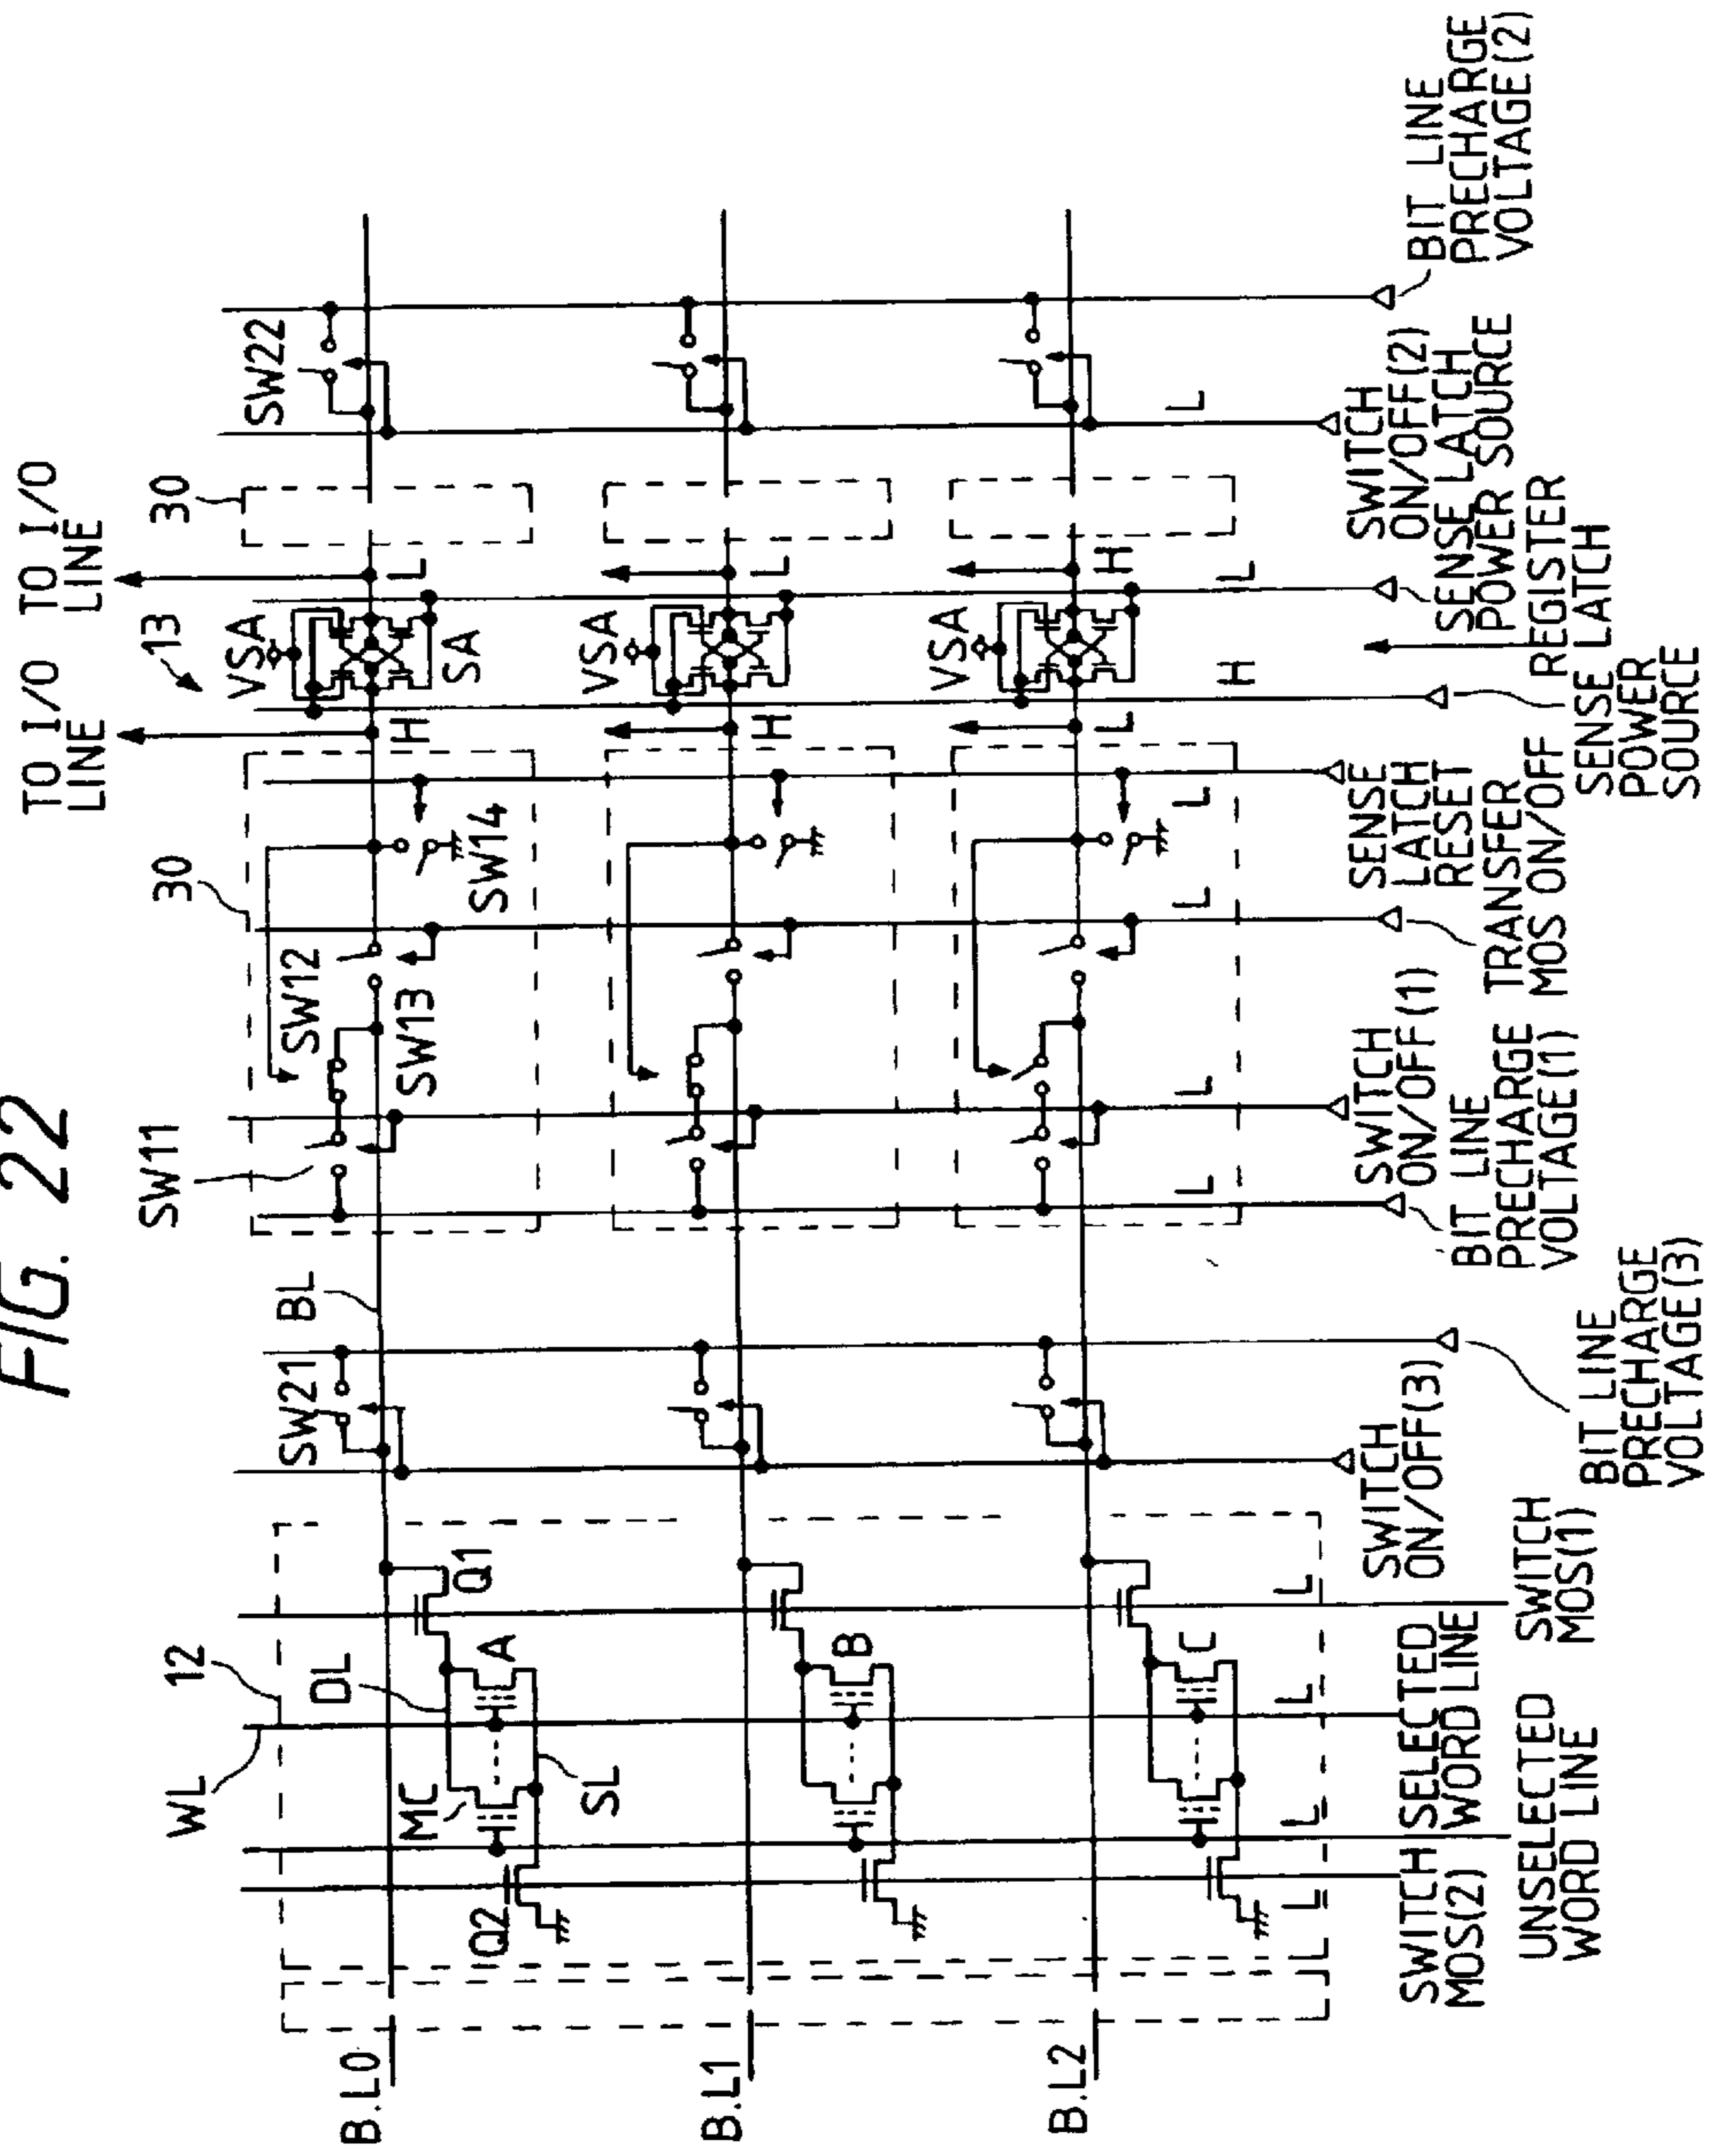 FIG. 22
TO I/O
LINE
TO I/O
LINE
13
30
30
SW11
SW12
SW13
SW14
SW21
SW22
BL
VSA
SA
VSA
VSA
H
L
H
L
L
H
12
WL
DL
MC
SL
Q1
Q2
A
B
C
B.L0
B.L1
B.L2
L
L
L
L
L
L
L
L
H
L
L
SWITCH
MOS(2)
UNSELECTED
WORD LINE
SELECTED
WORD LINE
SWITCH
MOS(1)
SWITCH
ON/OFF(3)
BIT LINE
PRECHARGE
VOLTAGE(3)
BIT LINE
PRECHARGE
VOLTAGE(1)
SWITCH
ON/OFF(1)
TRANSFER
MOS ON/OFF
SENSE
LATCH
RESET
SENSE LATCH
POWER
SOURCE
REGISTER
SENSE LATCH
POWER SOURCE
SWITCH
ON/OFF(2)
BIT LINE
PRECHARGE
VOLTAGE(2)